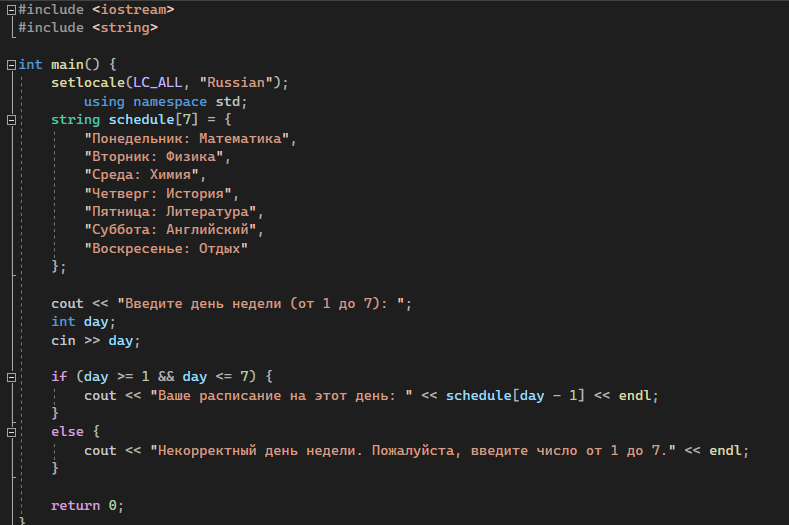 #include <iostream>
#include <string>
int main() {
setlocale(LC_ALL, "Russian");
using namespace std;
string schedule[7] = {
"Понедельник: Математика",
"Вторник: Физика",
"Среда: Химия",
"Четверг: История",
"Пятница: Литература",
"Суббота: Английский",
"Воскресенье: Отдых"
};
cout << "Введите день недели (от 1 до 7): ";
int day;
cin >> day;
if (day >= 1 && day <= 7) {
cout << "Ваше расписание на этот день: " << schedule[day - 1] << endl;
}
else {
cout << "Некорректный день недели. Пожалуйста, введите число от 1 до 7." << endl;
}
return 0;
}